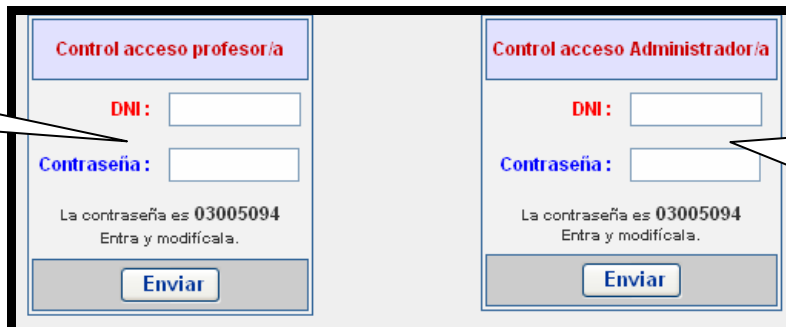 Control acceso profesor/a
DNI :
Contraseña :
La contraseña es 03005094
Entra y modifícala.
Enviar
Control acceso Administrador/a
DNI :
Contraseña :
La contraseña es 03005094
Entra y modifícala.
Enviar